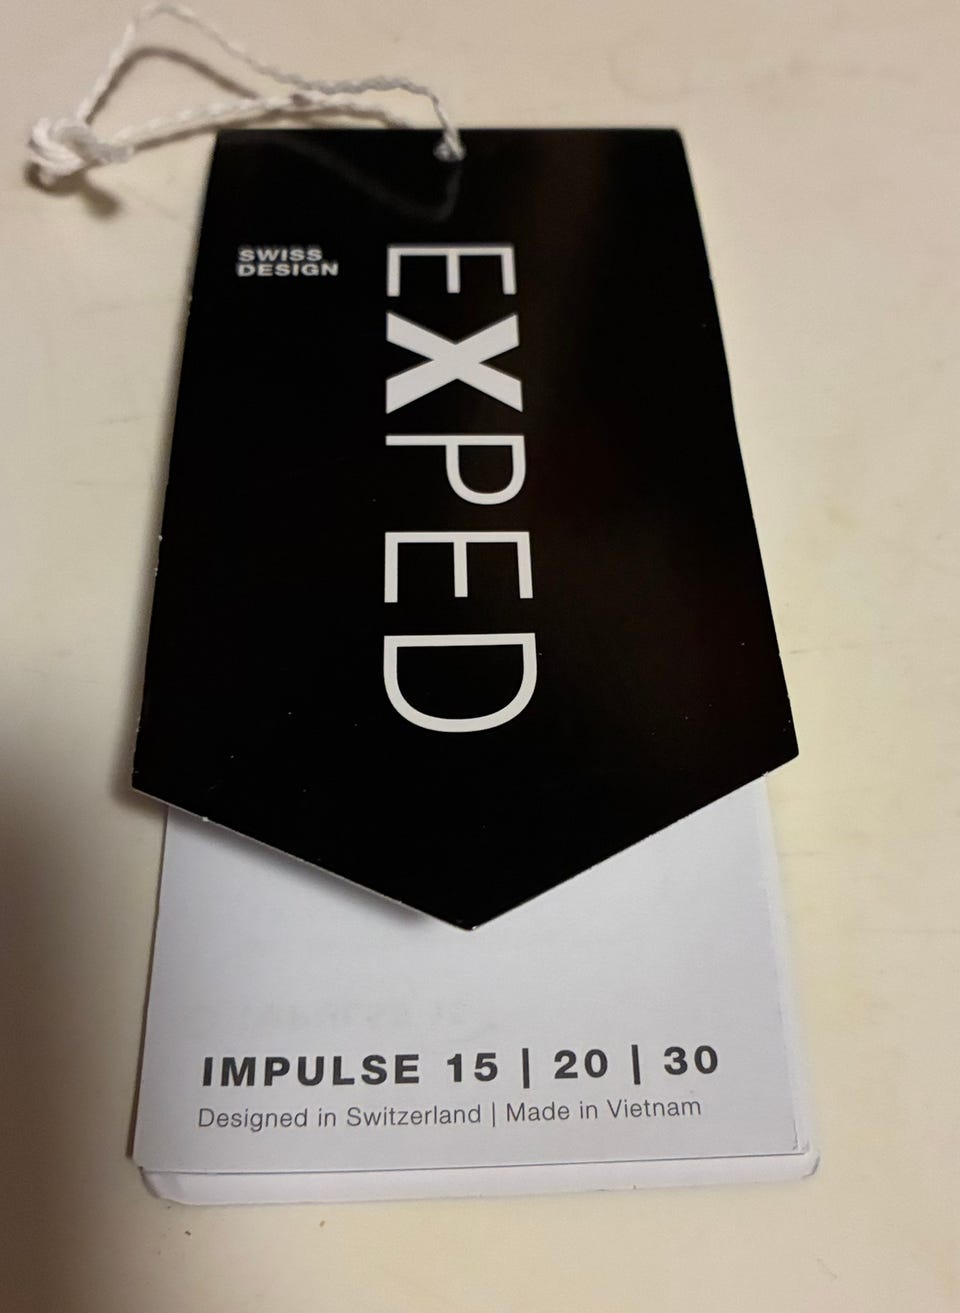 SWISS
DESIGN
EXPED
IMPULSE 15 | 20 | 30
Designed in Switzerland | Made in Vietnam